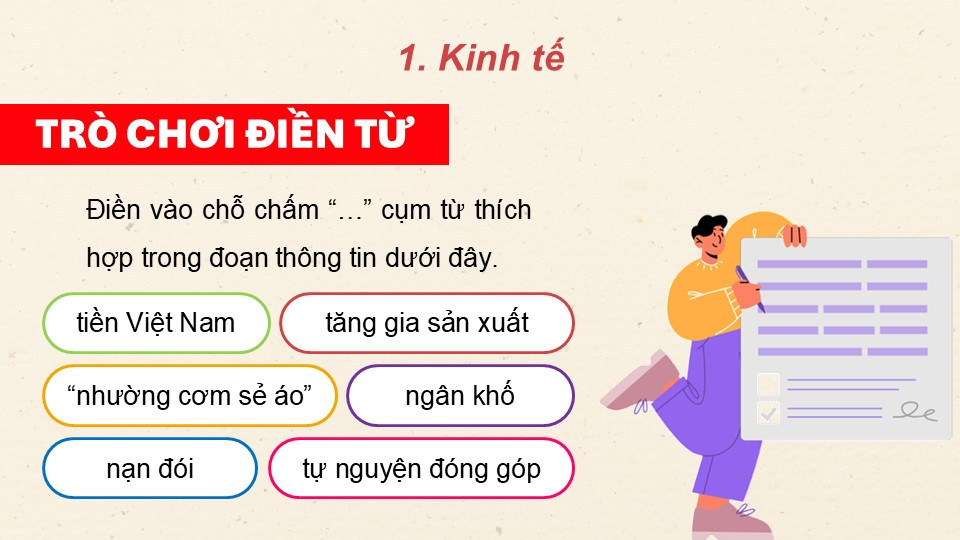 1. Kinh tế
TRÒ CHƠI ĐIỀN TỪ
Điền vào chỗ chấm “…” cụm từ thích
hợp trong đoạn thông tin dưới đây.
tiền Việt Nam
tăng gia sản xuất
“nhường cơm sẻ áo”
ngân khố
nạn đói
tự nguyện đóng góp